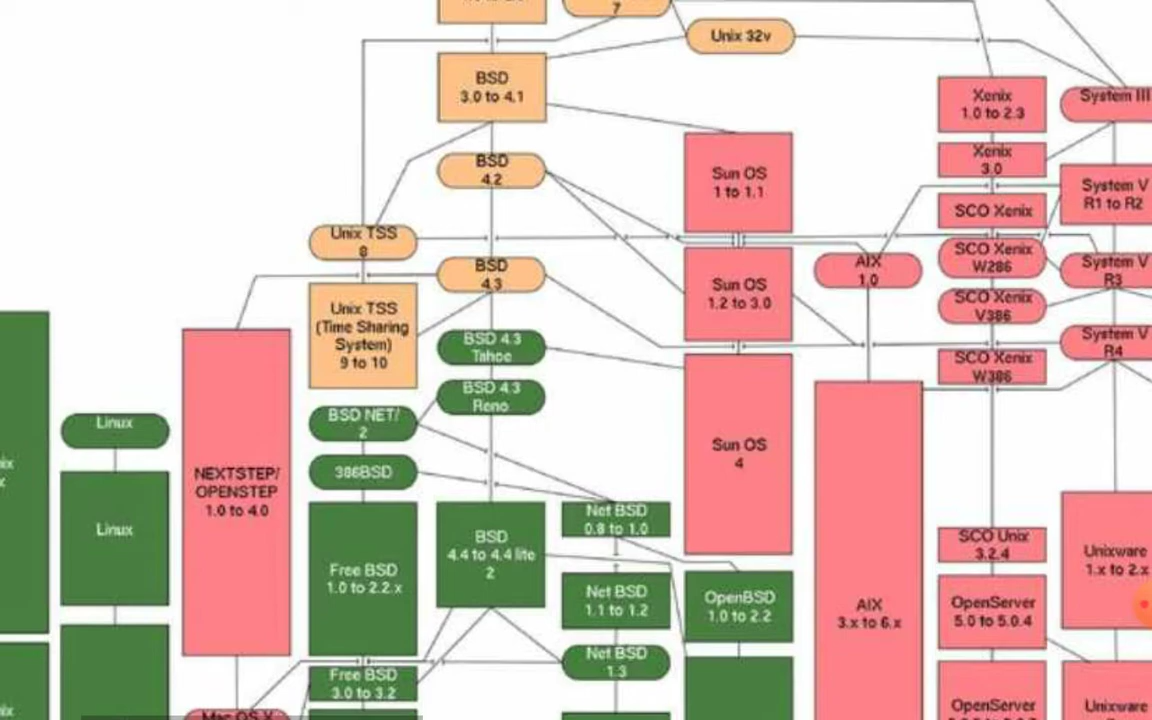 7
Unix 32v
BSD
3.0 to 4.1
Xenix
1.0 to 2.3
System III
BSD
4.2
Sun OS
1 to 1.1
Xenix
3.0
System V
R1 to R2
SCO Xenix
Unix TSS
8
BSD
4.3
AIX
1.0
SCO Xenix
W286
System V
R3
Sun OS
1.2 to 3.0
SCO Xenix
V386
Unix TSS
(Time Sharing
System)
9 to 10
BSD 4.3
Tahoe
System V
R4
SCO Xenix
W386
BSD 4.3
Reno
Linux
BSD NET/
2
Sun OS
4
386BSD
NEXTSTEP/
OPENSTEP
1.0 to 4.0
Linux
Free BSD
1.0 to 2.2.x
BSD
4.4 to 4.4 lite
2
Net BSD
0.8 to 1.0
SCO Unix
3.2.4
Unixware
1.x to 2.x
Net BSD
1.1 to 1.2
OpenBSD
1.0 to 2.2
AIX
3.x to 6.x
OpenServer
5.0 to 5.0.4
Net BSD
1.3
Free BSD
3.0 to 3.2
Mac OS X
OpenServer
Unixware